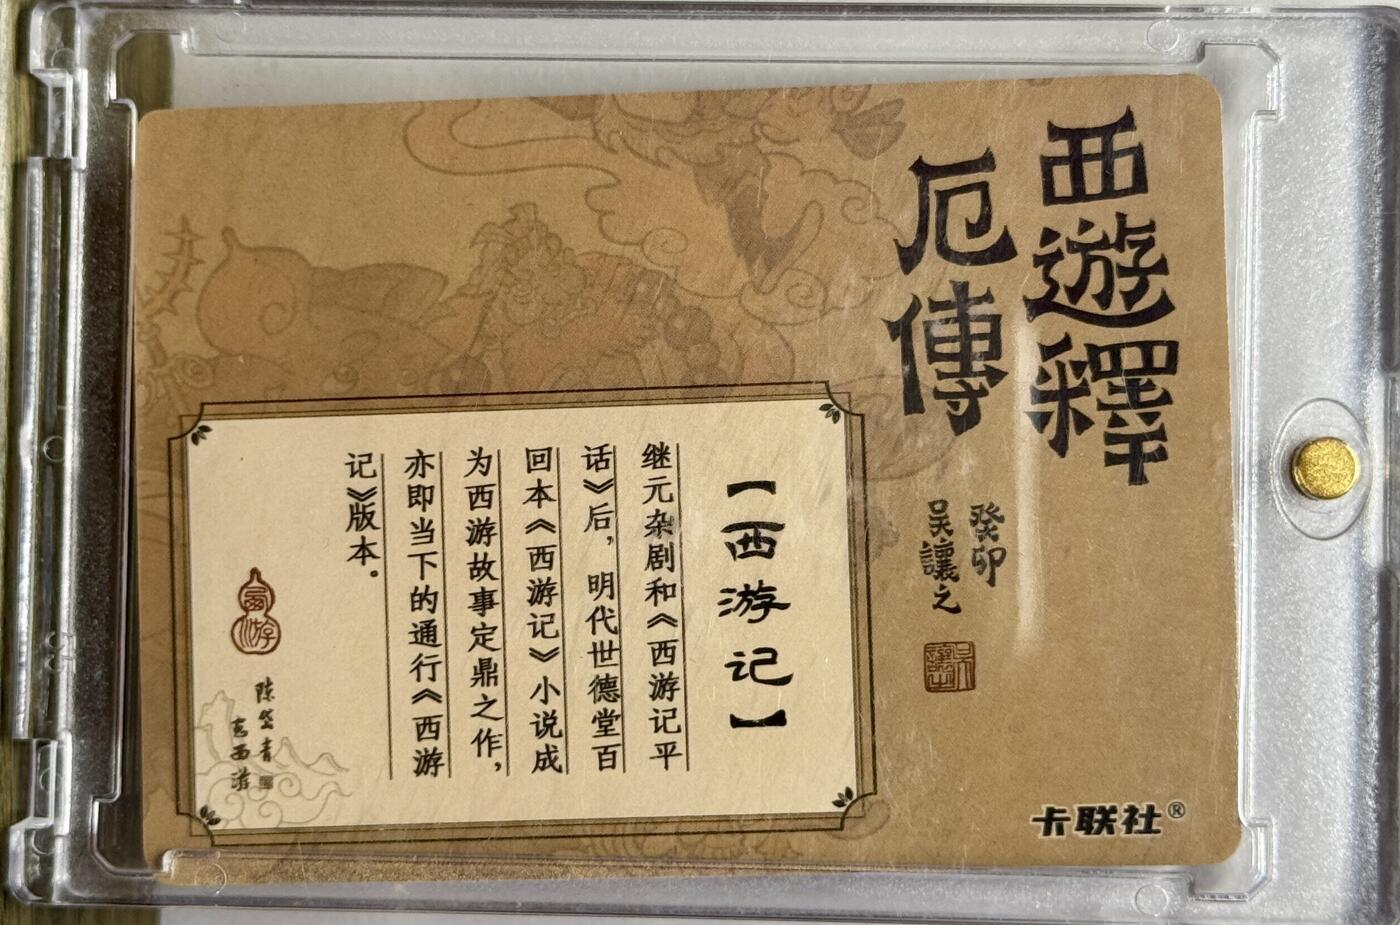 西遊釋
厄傳
癸卯
吴讓之
【西游记】
继元杂剧和《西游记平
话》后，明代世德堂百
回本《西游记》小说成
为西游故事定鼎之作，
亦即当下的通行《西游
记》版本。
陈岱青
画西游
卡联社®